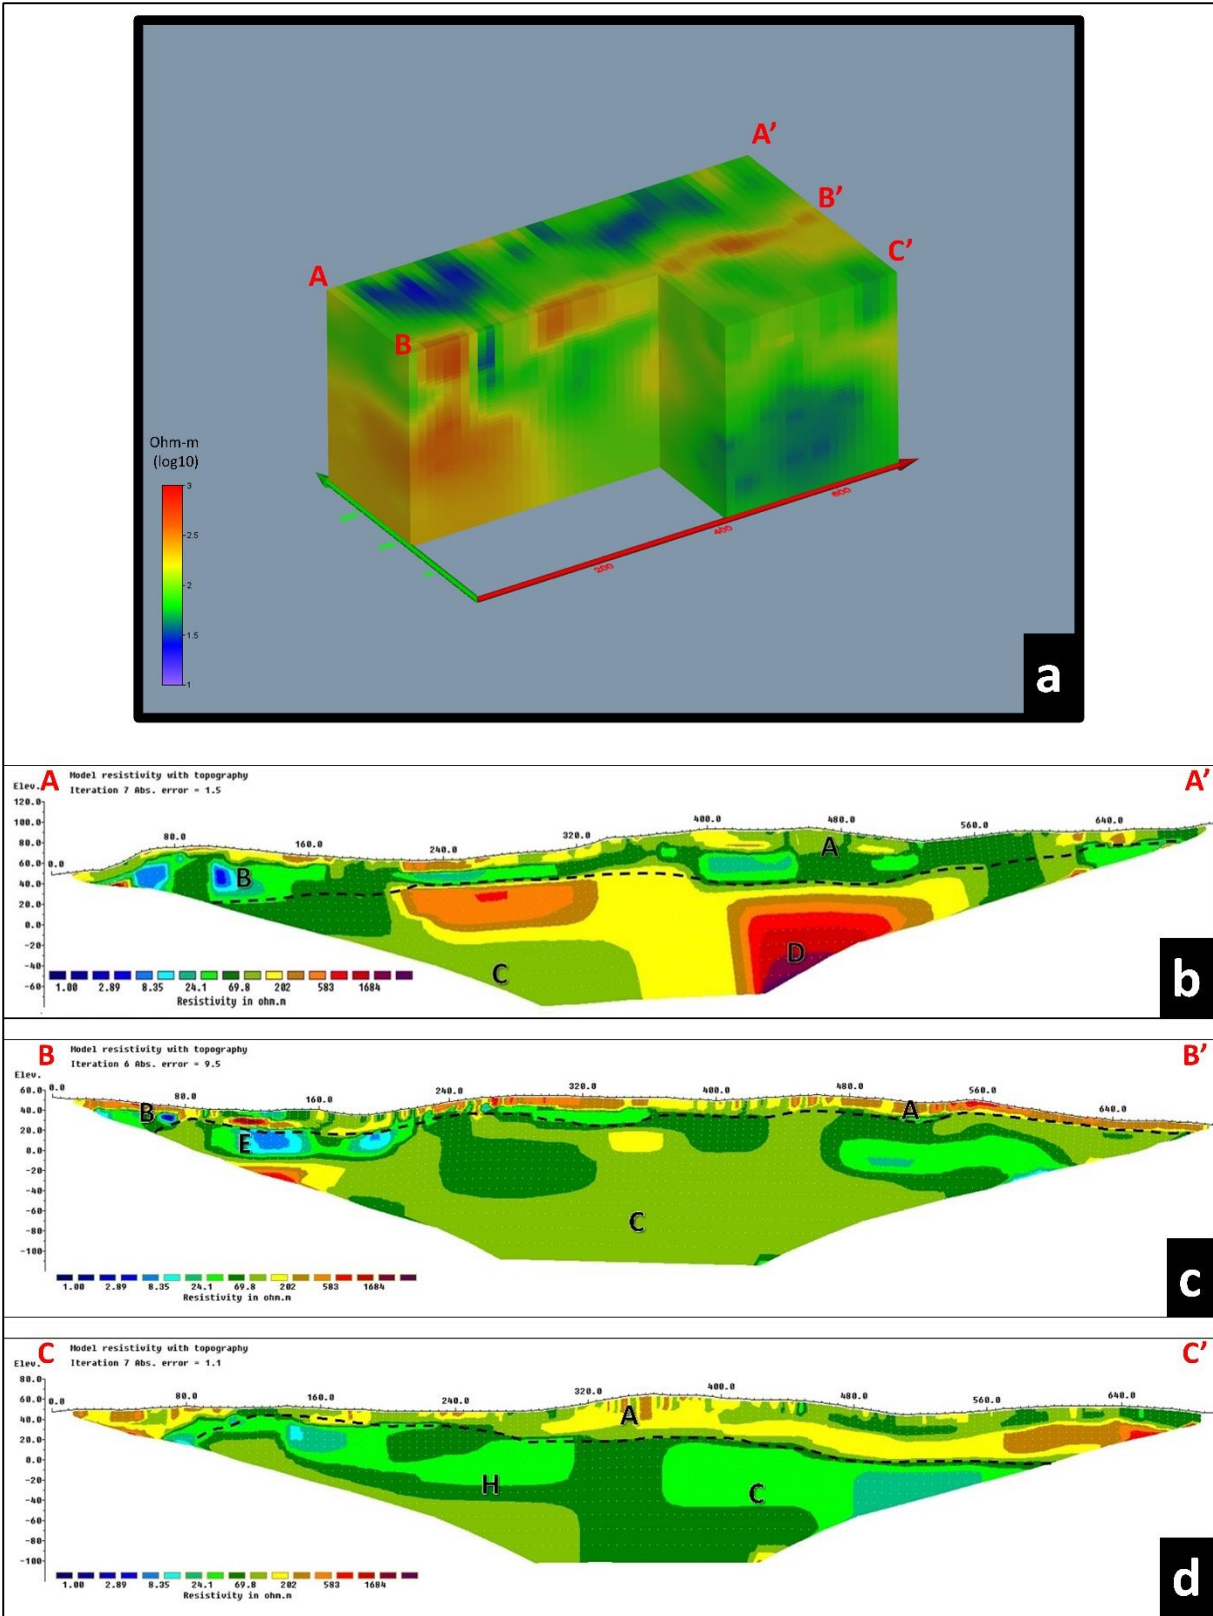 A'
B'
C'
A
B
Ohm-m
(log10)
3
2.5
2
1.5
1
200
400
600
a
A
Model resistivity with topography
A'
Elev.
Iteration 7 Abs. error = 1.5
120.0
100.0
80.0
60.0
40.0
20.0
0.0
-20
-40
-60
0.0
80.0
160.0
240.0
320.0
400.0
480.0
560.0
640.0
A
B
C
D
1.00 2.89 8.35 24.1 69.8 202 583 1684
Resistivity in ohm.m
b
B
Model resistivity with topography
B'
Iteration 6 Abs. error = 9.5
Elev.
60.0
40.0
20.0
0.0
-20
-40
-60
-80
-100
0.0
80.0
160.0
240.0
320.0
400.0
480.0
560.0
640.0
B
A
E
C
1.00 2.89 8.35 24.1 69.8 202 583 1684
Resistivity in ohm.m
c
C
Model resistivity with topography
C'
Elev.
Iteration 7 Abs. error = 1.1
80.0
60.0
40.0
20.0
0.0
-20
-40
-60
-80
-100
0.0
80.0
160.0
240.0
320.0
400.0
480.0
560.0
640.0
A
H
C
1.00 2.89 8.35 24.1 69.8 202 583 1684
Resistivity in ohm.m
d